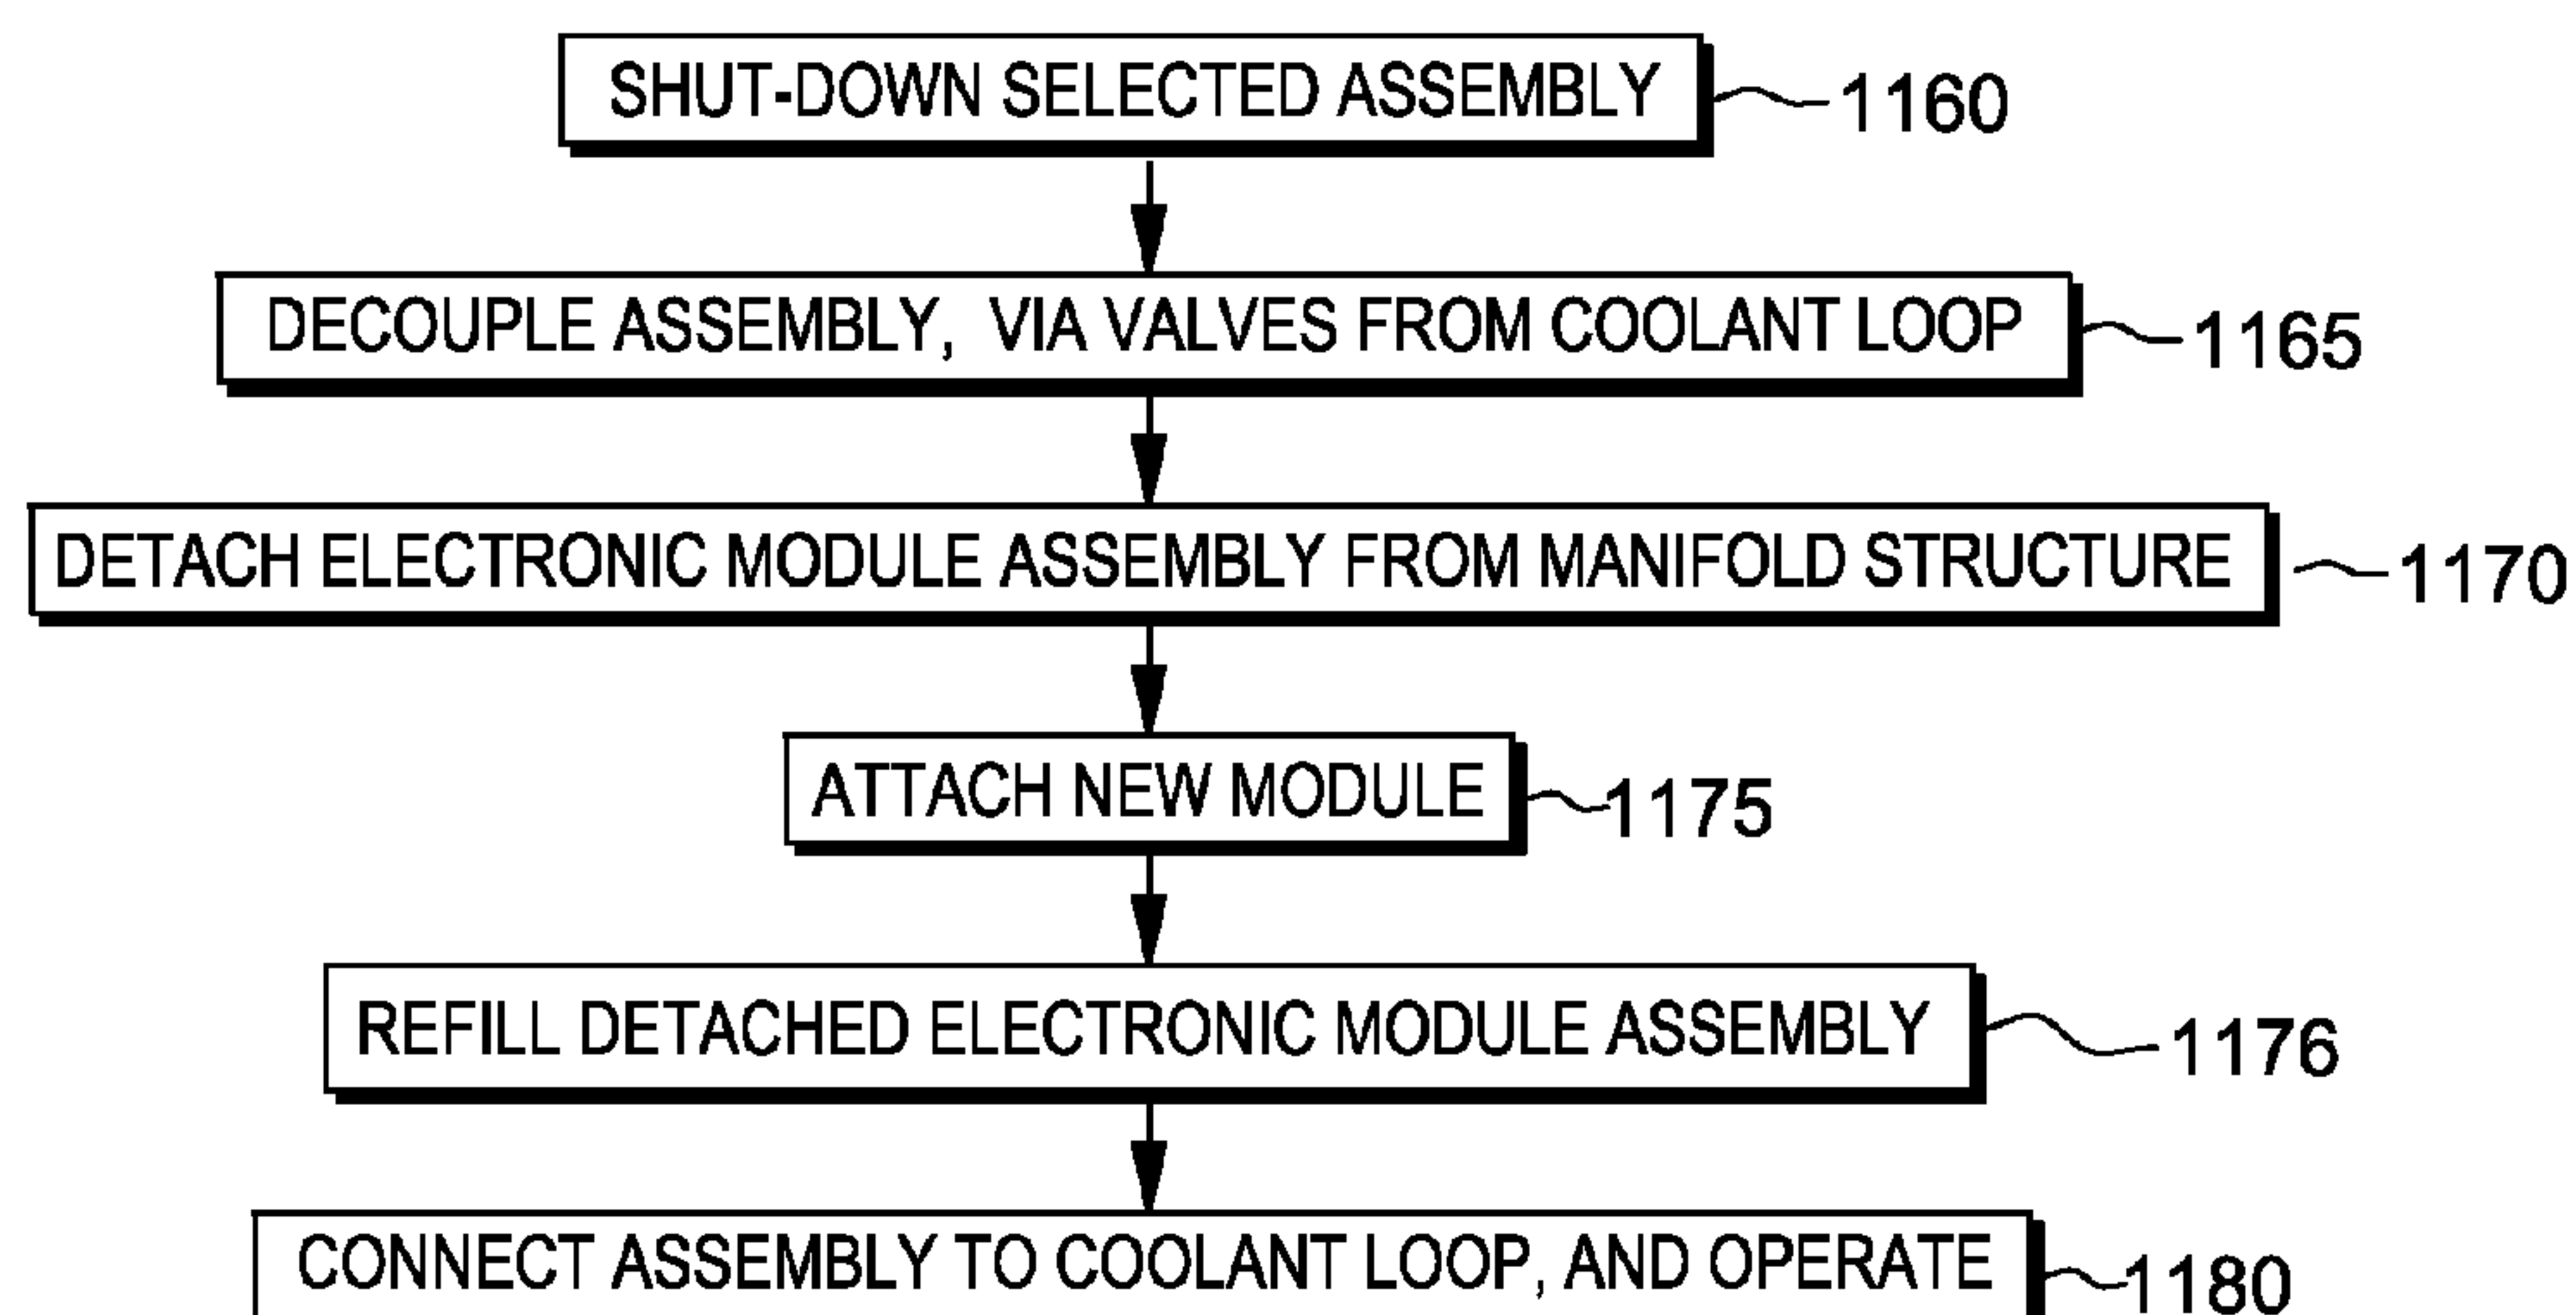 SHUT-DOWN SELECTED ASSEMBLY 1160
DECOUPLE ASSEMBLY, VIA VALVES FROM COOLANT LOOP 1165
DETACH ELECTRONIC MODULE ASSEMBLY FROM MANIFOLD STRUCTURE 1170
ATTACH NEW MODULE 1175
REFILL DETACHED ELECTRONIC MODULE ASSEMBLY 1176
CONNECT ASSEMBLY TO COOLANT LOOP, AND OPERATE 1180